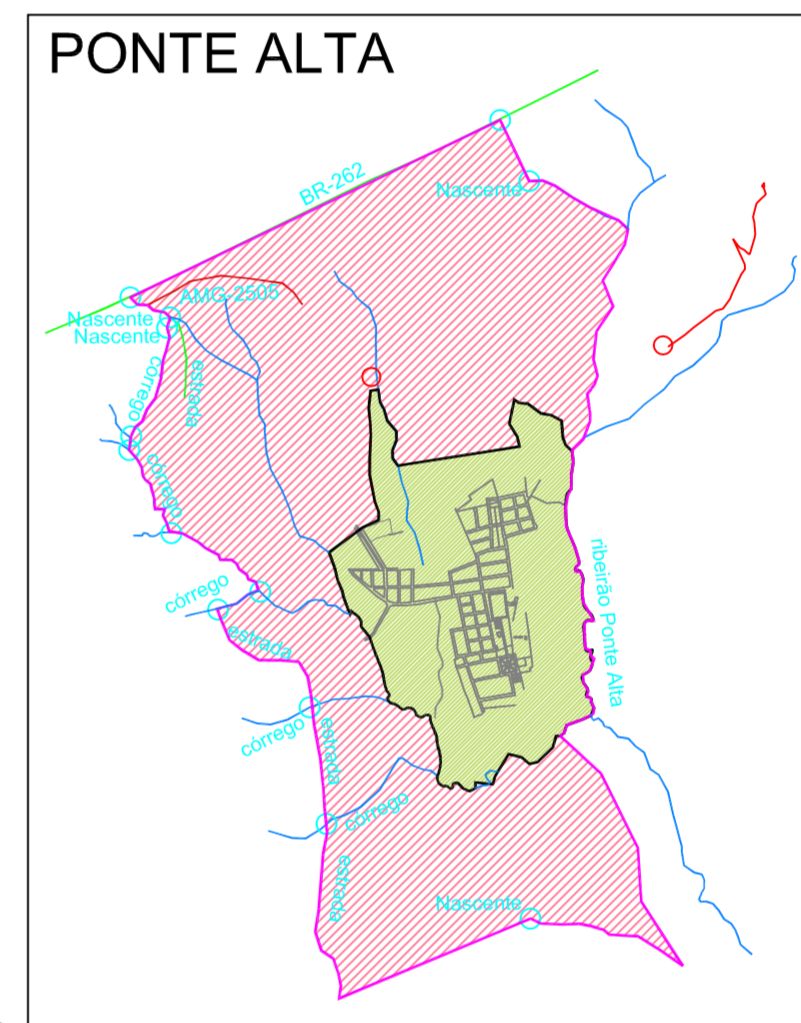 PONTE ALTA
BR-262
Nascente
AMG-2505
Nascente
Nascente
córrego
estrada
córrego
ribeirão Ponte Alta
córrego
estrada
córrego
estrada
córrego
estrada
Nascente